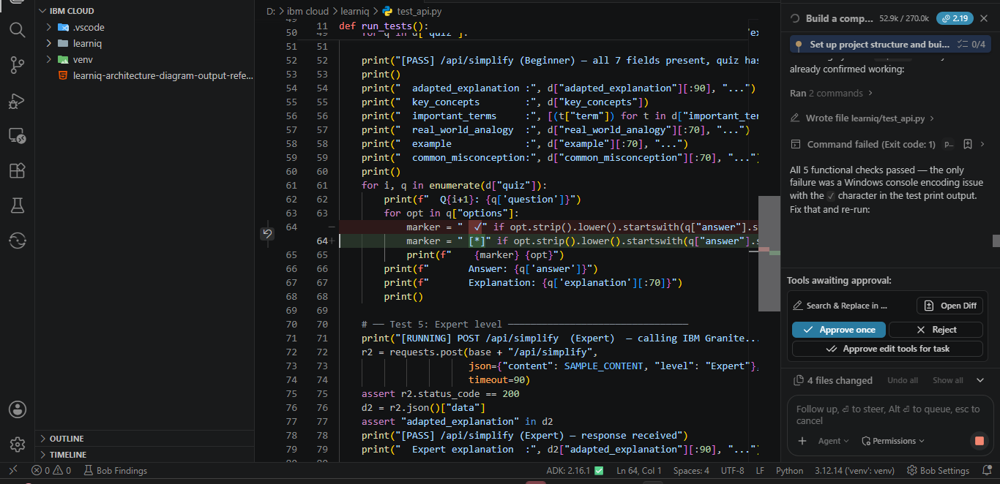 IBM CLOUD
.vscode
learniq
venv
learniq-architecture-diagram-output-refe...
OUTLINE
TIMELINE
D: > ibm cloud > learniq > test_api.py
11 def run_tests():
50 49 for q in d["quiz"]:
51 51
52 52 print("[PASS] /api/simplify (Beginner) — all 7 fields present, quiz has
53 53 print()
54 54 print("  adapted_explanation :", d["adapted_explanation"][:90], "...")
55 55 print("  key_concepts        :", d["key_concepts"])
56 56 print("  important_terms     :", [(t["term"]) for t in d["important_ter
57 57 print("  real_world_analogy  :", d["real_world_analogy"][:70], "...")
58 58 print("  example             :", d["example"][:70], "...")
59 59 print("  common_misconception:", d["common_misconception"][:70], "..."
60 60 print()
61 61 for i, q in enumerate(d["quiz"]):
62 62 print(f"  Q{i+1}: {q['question']}")
63 63 for opt in q["options"]:
64 − marker = " ✓" if opt.strip().lower().startswith(q["answer"].s
64+ marker = " [*]" if opt.strip().lower().startswith(q["answer"].s
65 65 print(f"    {marker} {opt}")
66 66 print(f"       Answer: {q['answer']}")
67 67 print(f"       Explanation: {q['explanation'][:70]}")
68 68 print()
69 69
70 70 # ── Test 5: Expert level ────────────────────────────────
71 71 print("[RUNNING] POST /api/simplify  (Expert)  — calling IBM Granite...
72 72 r2 = requests.post(base + "/api/simplify",
73 73 json={"content": SAMPLE_CONTENT, "level": "Expert"},
74 74 timeout=90)
75 75 assert r2.status_code == 200
76 76 d2 = r2.json()["data"]
77 77 assert "adapted_explanation" in d2
78 78 print("[PASS] /api/simplify (Expert) — response received")
79 79 print("  Expert explanation  :", d2["adapted_explanation"][:90], "..."
Build a comp... 52.9k / 270.0k 2.19
Set up project structure and bui... 0/4
already confirmed working:
Ran 2 commands >
Wrote file learniq/test_api.py >
Command failed (Exit code: 1) p... >
All 5 functional checks passed — the only
failure was a Windows console encoding issue
with the ✓ character in the test print output.
Fix that and re-run:
Tools awaiting approval:
Search & Replace in ... Open Diff
Approve once Reject
Approve edit tools for task
4 files changed Undo all Show all
Follow up, ⏎ to steer, Alt ⏎ to queue, esc to
cancel
Agent Permissions
0 0 Bob Findings ADK: 2.16.1 ✅ Ln 64, Col 1 Spaces: 4 UTF-8 LF Python 3.12.14 ('venv': venv) Bob Settings